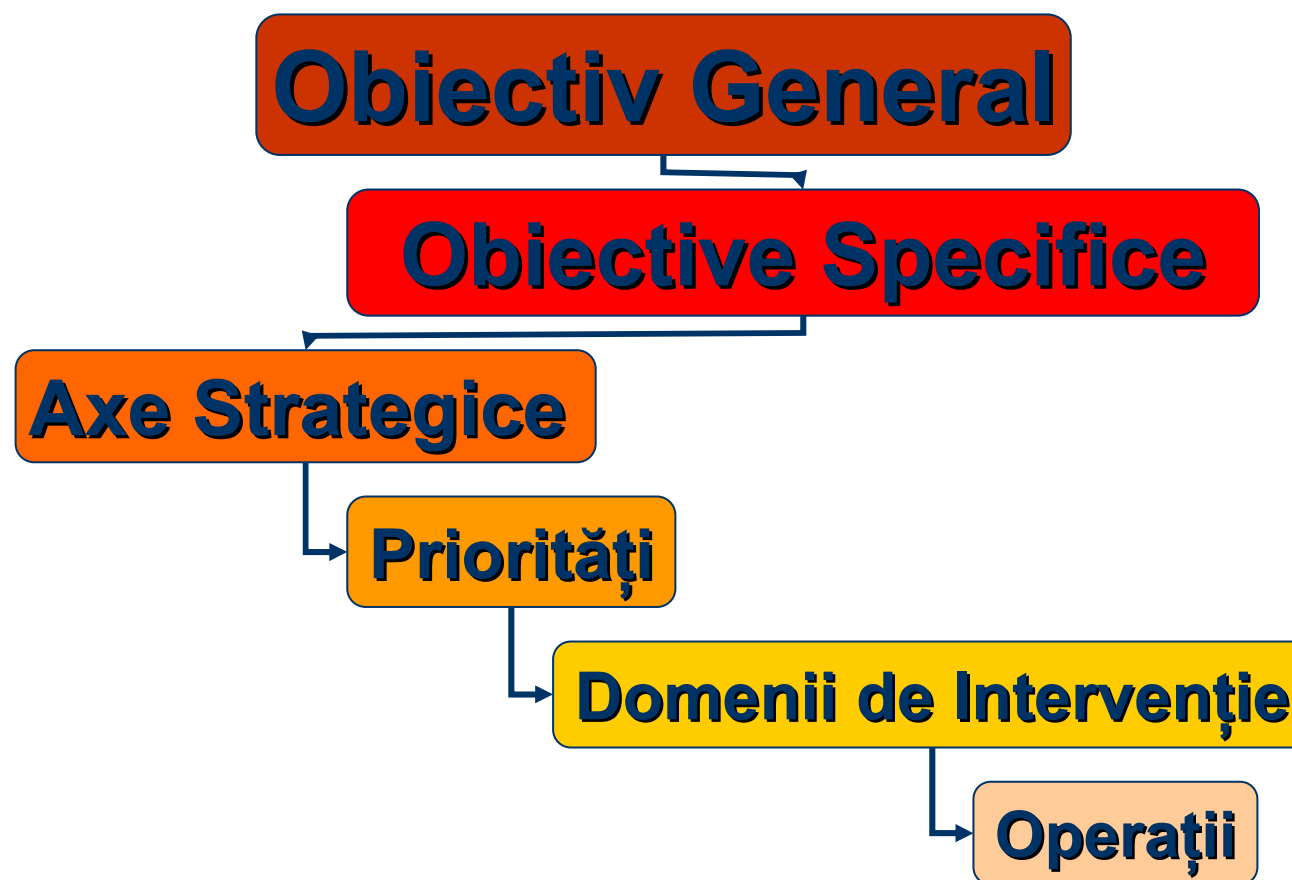 Obiectiv General
Obiective Specifice
Axe Strategice
Priorități
Domenii de Intervenție
Operații